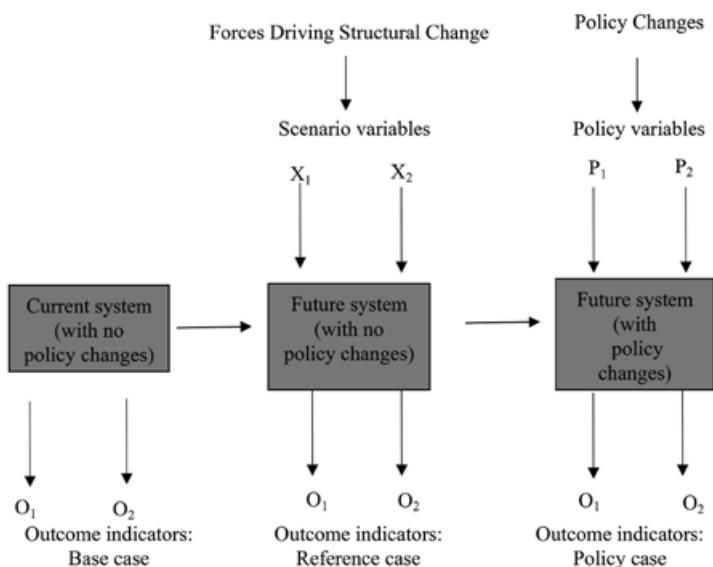 Forces Driving Structural Change
Policy Changes
Scenario variables
Policy variables
X₁
X₂
P₁
P₂
Current system
(with no
policy changes)
Future system
(with no
policy changes)
Future system
(with
policy
changes)
O₁
O₂
Outcome indicators:
Base case
O₁
O₂
Outcome indicators:
Reference case
O₁
O₂
Outcome indicators:
Policy case